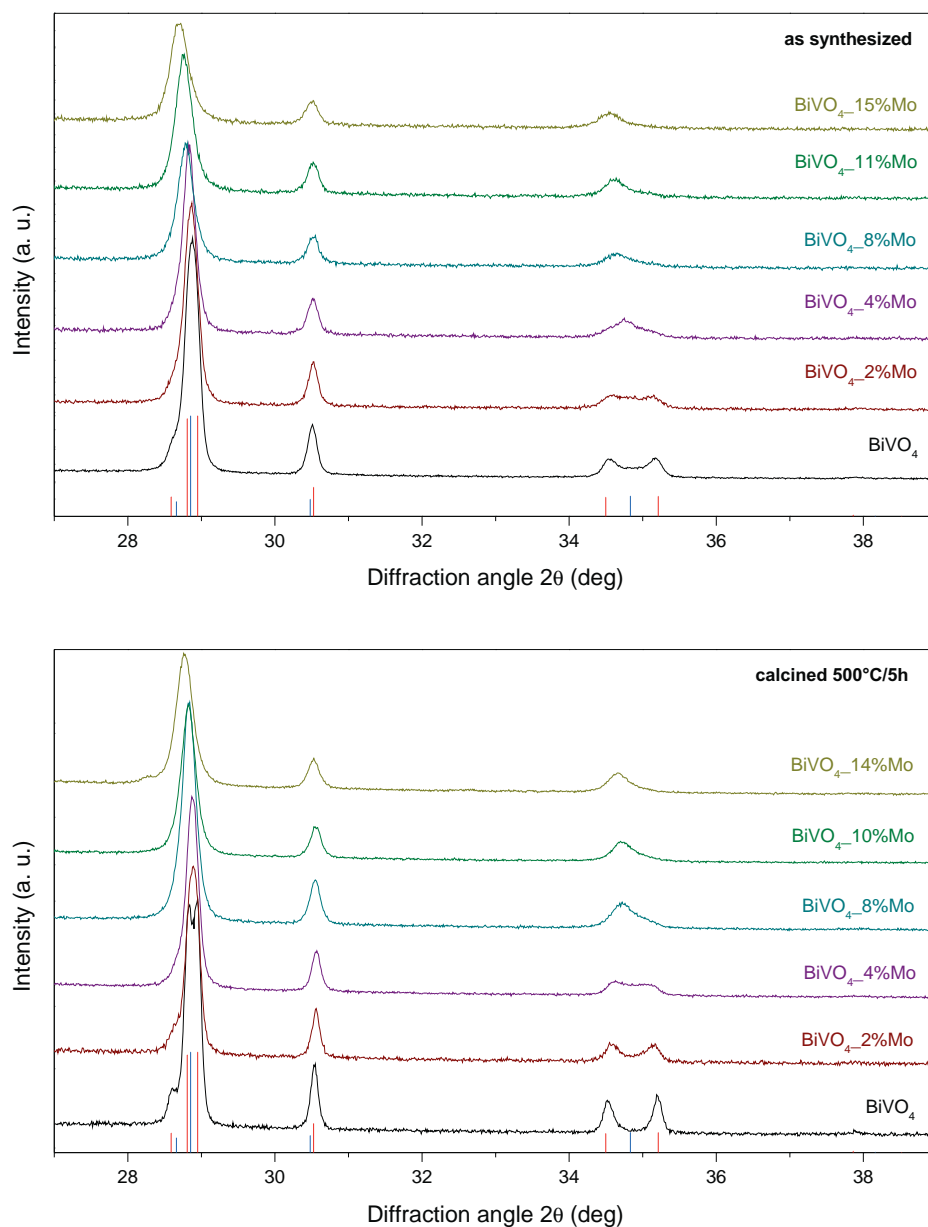 as synthesized
BiVO₄_15%Mo
BiVO₄_11%Mo
BiVO₄_8%Mo
BiVO₄_4%Mo
BiVO₄_2%Mo
BiVO₄
Intensity (a. u.)
28 30 32 34 36 38
Diffraction angle 2θ (deg)
calcined 500°C/5h
BiVO₄_14%Mo
BiVO₄_10%Mo
BiVO₄_8%Mo
BiVO₄_4%Mo
BiVO₄_2%Mo
BiVO₄
Intensity (a. u.)
28 30 32 34 36 38
Diffraction angle 2θ (deg)